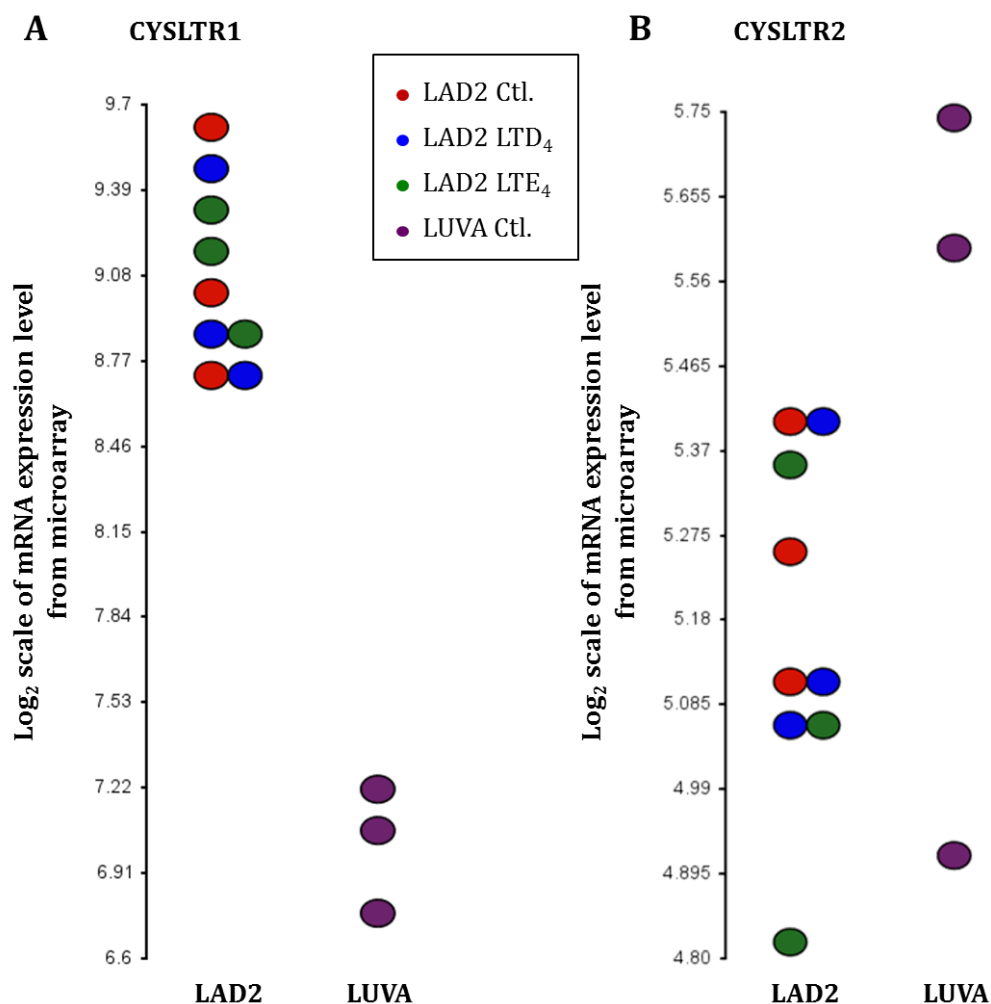 A
CYSLTR1
LAD2 Ctl.
LAD2 LTD₄
LAD2 LTE₄
LUVA Ctl.
Log₂ scale of mRNA expression level
from microarray
9.7
9.39
9.08
8.77
8.46
8.15
7.84
7.53
7.22
6.91
6.6
LAD2
LUVA
B
CYSLTR2
Log₂ scale of mRNA expression level
from microarray
5.75
5.655
5.56
5.465
5.37
5.275
5.18
5.085
4.99
4.895
4.80
LAD2
LUVA